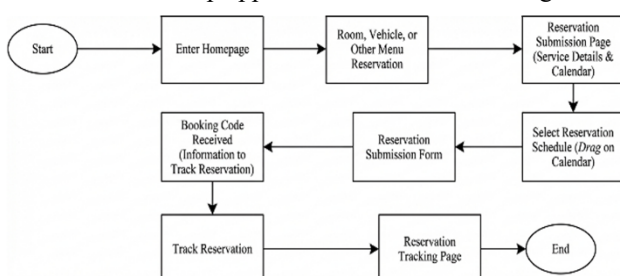 Start
Enter Homepage
Room, Vehicle, or
Other Menu
Reservation
Reservation
Submission Page
(Service Details &
Calendar)
Select Reservation
Schedule (Drag on
Calendar)
Reservation
Submission Form
Booking Code
Received
(Information to
Track Reservation)
Track Reservation
Reservation
Tracking Page
End